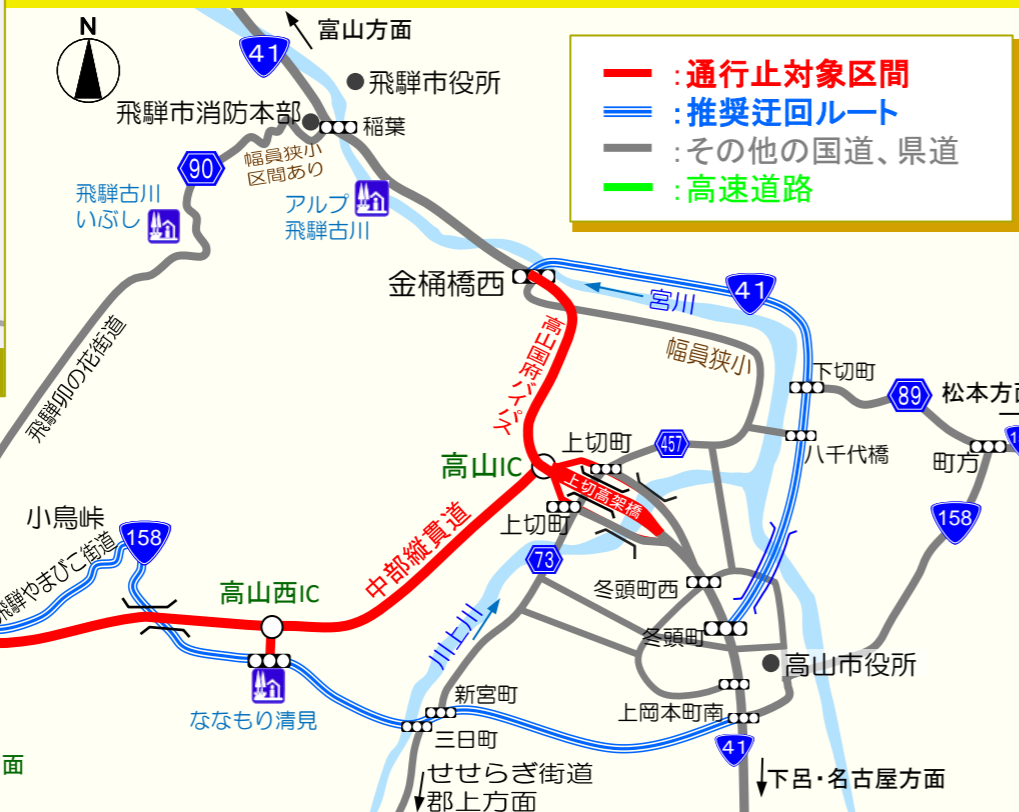 N
富山方面
41
飛騨市役所
飛騨市消防本部
稲葉
:通行止対象区間
:推奨迂回ルート
:その他の国道、県道
:高速道路
90
幅員狭小
区間あり
飛騨古川
いぶし
アルプ
飛騨古川
金桶橋西
宮川
41
高山国府バイパス
幅員狭小
飛騨卯の花街道
下切町
89
松本方面
八千代橋
町方
158
上切町
457
高山IC
上切高架橋
上切町
73
小鳥峠
158
飛騨やまびこ街道
中部縦貫道
高山西IC
川上川
冬頭町西
冬頭町
高山市役所
ななもり清見
新宮町
三日町
上岡本町南
41
せせらぎ街道
郡上方面
下呂・名古屋方面
面